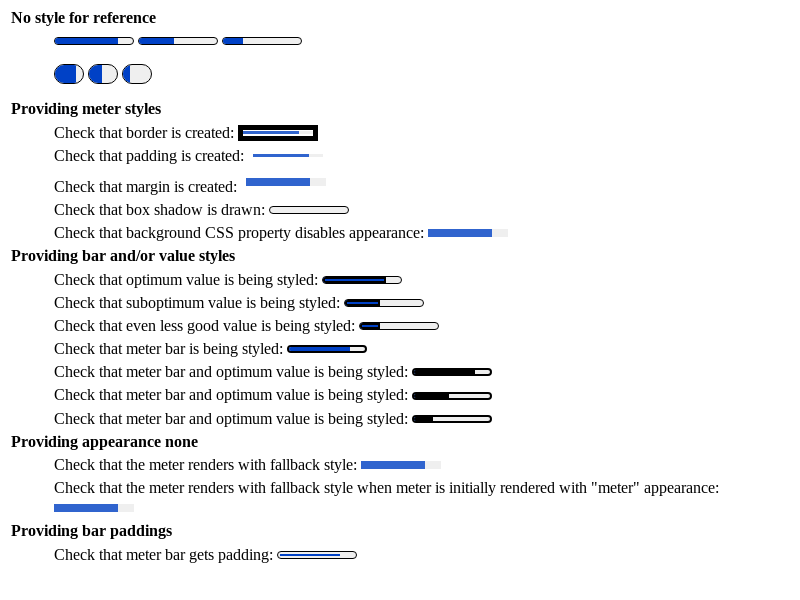 No style for reference
Providing meter styles
Check that border is created:
Check that padding is created:
Check that margin is created:
Check that box shadow is drawn:
Check that background CSS property disables appearance:
Providing bar and/or value styles
Check that optimum value is being styled:
Check that suboptimum value is being styled:
Check that even less good value is being styled:
Check that meter bar is being styled:
Check that meter bar and optimum value is being styled:
Check that meter bar and optimum value is being styled:
Check that meter bar and optimum value is being styled:
Providing appearance none
Check that the meter renders with fallback style:
Check that the meter renders with fallback style when meter is initially rendered with "meter" appearance:
Providing bar paddings
Check that meter bar gets padding: